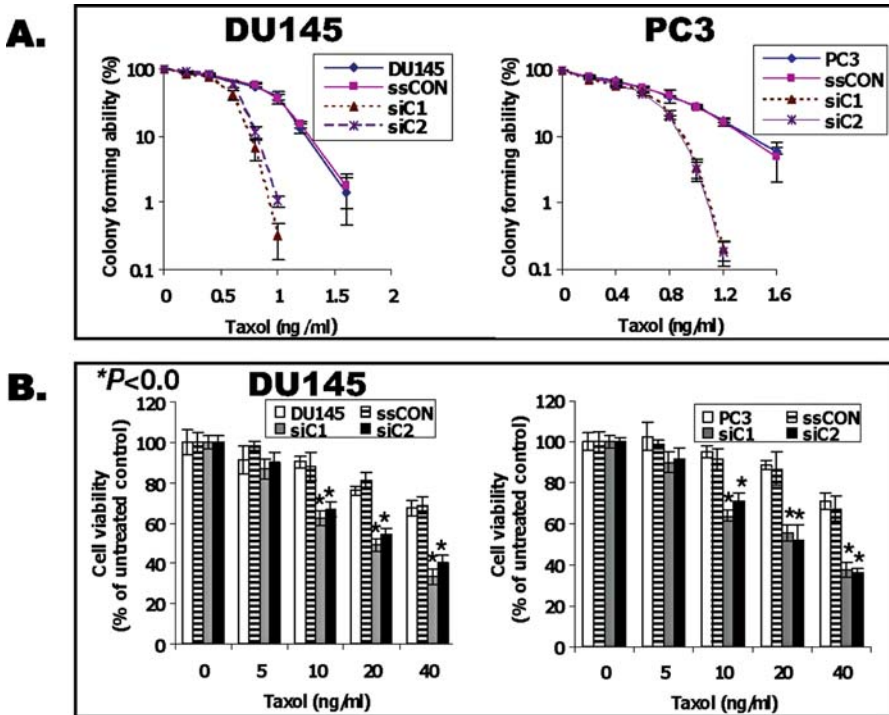 A.
DU145
Colony forming ability (%)
100
10
1
0.1
0
0.5
1
1.5
2
Taxol (ng/ml)
DU145
ssCON
siC1
siC2
PC3
Colony forming ability (%)
100
10
1
0.1
0.0
0.4
0.8
1.2
1.6
Taxol (ng/ml)
PC3
ssCON
siC1
siC2
B.
*P<0.0
DU145
Cell viability
(% of untreated control)
120
100
80
60
40
20
0
DU145 ssCON
siC1 siC2
* *
* *
* *
0 5 10 20 40
Taxol (ng/ml)
Cell viability
(% of untreated control)
120
100
80
60
40
20
0
PC3 ssCON
siC1 siC2
* *
* *
* *
0 5 10 20 40
Taxol (ng/ml)